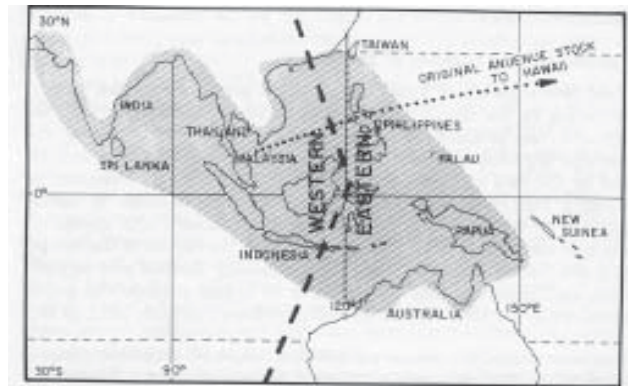 30°N
TAIWAN
ORIGINAL ANUENUE STOCK
TO HAWAII
INDIA
THAILAND
PHILIPPINES
SRI LANKA
MALAYSIA
PALAU
0°
WESTERN
EASTERN
INDONESIA
PAPUA
NEW
GUINEA
120°
AUSTRALIA
150°E
30°S
90°